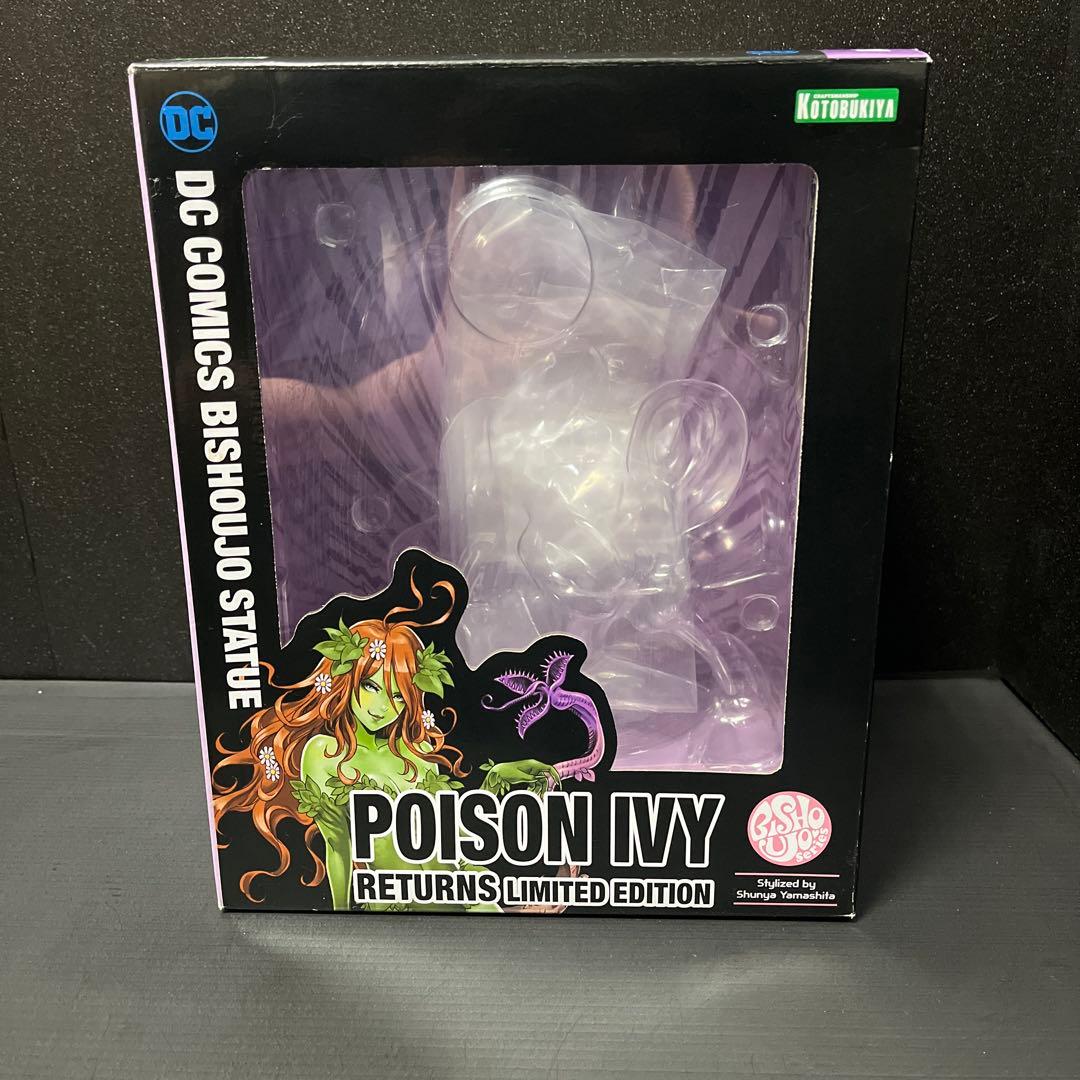 DC
CRAFTSMANSHIP
KOTOBUKIYA
DC COMICS BISHOUJO STATUE
POISON IVY
RETURNS LIMITED EDITION
BISHOUJO
series
Stylized by
Shunya Yamashita